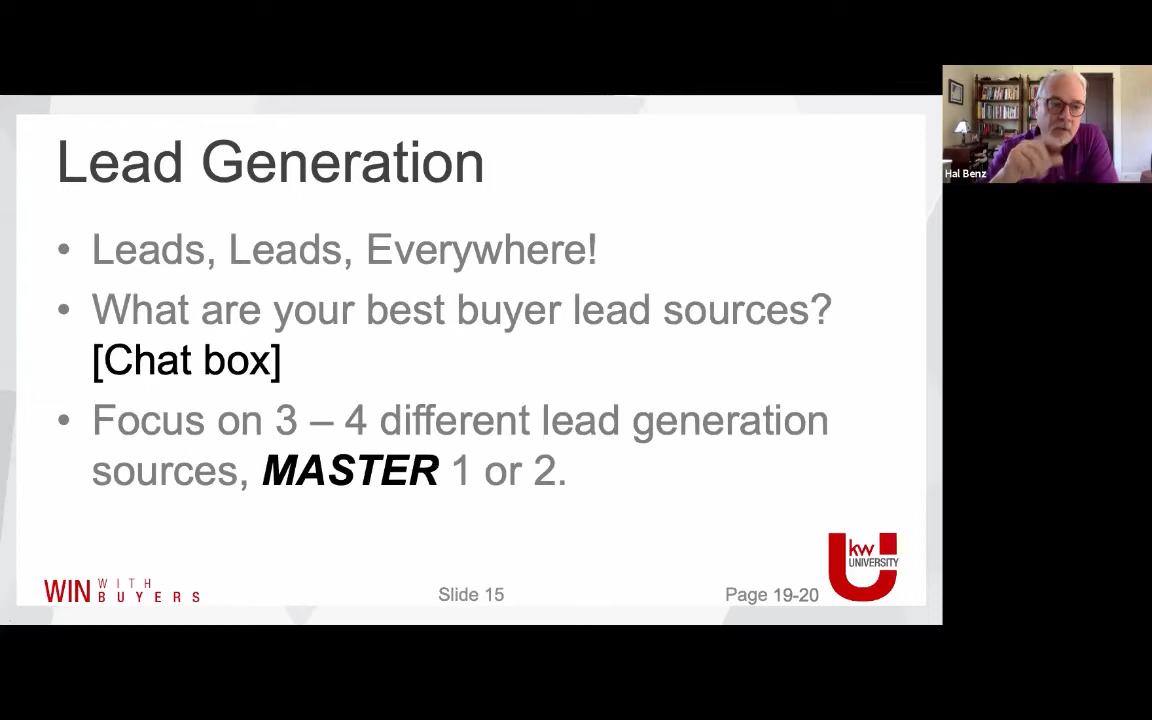 Lead Generation
• Leads, Leads, Everywhere!
• What are your best buyer lead sources?
[Chat box]
• Focus on 3 – 4 different lead generation
sources, MASTER 1 or 2.
WIN WITH BUYERS
Slide 15
Page 19-20
kw
UNIVERSITY
Hal Benz